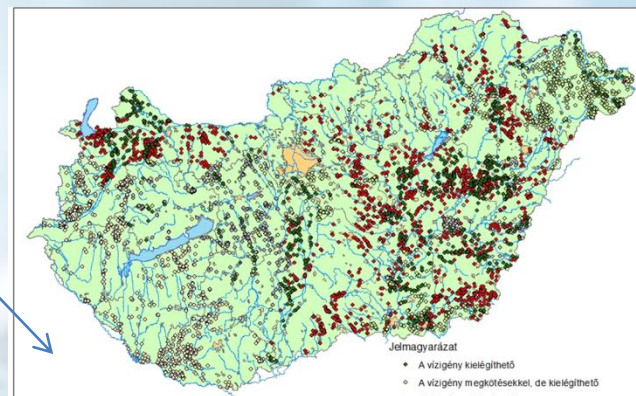 Jelmagyarázat
A vízigény kielégíthető
A vízigény megkötésekkel, de kielégíthető